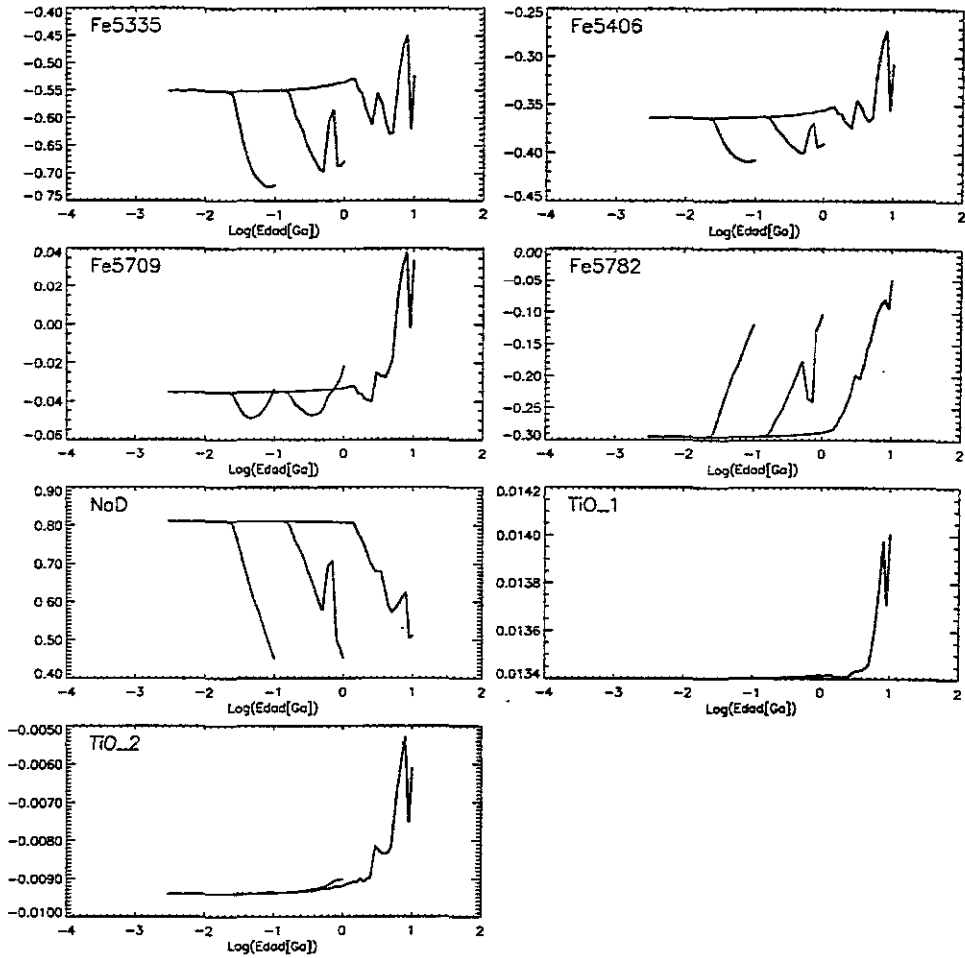 Fe5335
-0.40
-0.45
-0.50
-0.55
-0.60
-0.65
-0.70
-0.75
-4 -3 -2 -1 0 1 2
Log(Edad[Ga])
Fe5406
-0.25
-0.30
-0.35
-0.40
-0.45
-4 -3 -2 -1 0 1 2
Log(Edad[Ga])
Fe5709
0.04
0.02
0.00
-0.02
-0.04
-0.06
-4 -3 -2 -1 0 1 2
Log(Edad[Ga])
Fe5782
0.00
-0.05
-0.10
-0.15
-0.20
-0.25
-0.30
-4 -3 -2 -1 0 1 2
Log(Edad[Ga])
NaD
0.90
0.80
0.70
0.60
0.50
0.40
-4 -3 -2 -1 0 1 2
Log(Edad[Ga])
TiO_1
0.0142
0.0140
0.0138
0.0136
0.0134
-4 -3 -2 -1 0 1 2
Log(Edad[Ga])
TiO_2
-0.0050
-0.0060
-0.0070
-0.0080
-0.0090
-0.0100
-4 -3 -2 -1 0 1 2
Log(Edad[Ga])